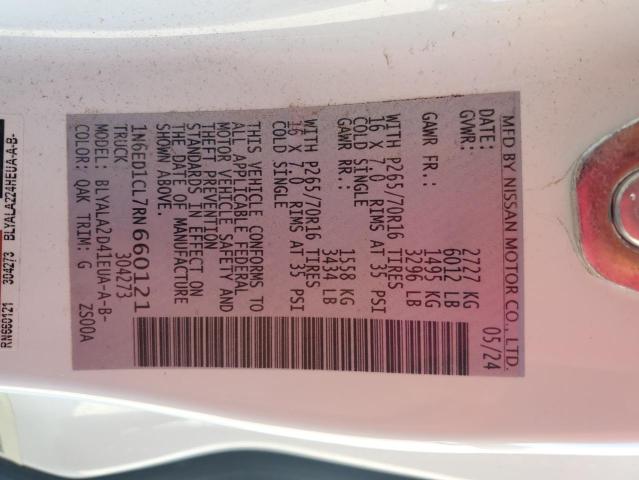 MFD BY NISSAN MOTOR CO., LTD.
DATE: 05/24
GVWR: 2727 KG
6012 LB
GAWR FR.: 1495 KG
3296 LB
WITH P265/70R16 TIRES
16 X 7.0 RIMS AT 35 PSI
COLD SINGLE
GAWR RR.: 1558 KG
3434 LB
WITH P265/70R16 TIRES
16 X 7.0 RIMS AT 35 PSI
COLD SINGLE
THIS VEHICLE CONFORMS TO
ALL APPLICABLE FEDERAL
MOTOR VEHICLE SAFETY AND
THEFT PREVENTION
STANDARDS IN EFFECT ON
THE DATE OF MANUFACTURE
SHOWN ABOVE.
1N6ED1CL7RN660121
TRUCK 304273
MODEL: BLYALA2D41EUA-A-B-
COLOR: QAK TRIM: G ZS00A
RN660121 304273